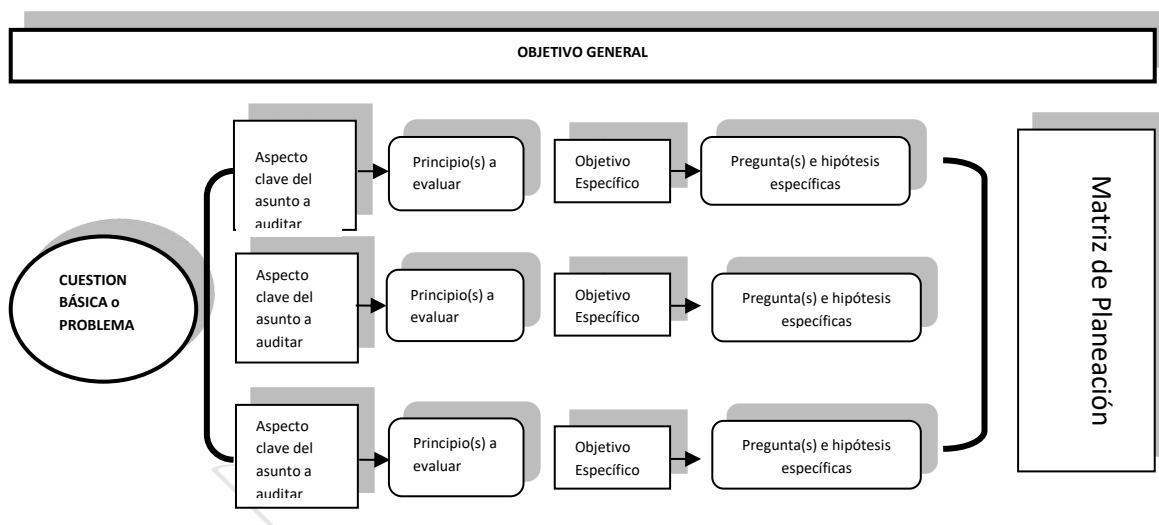 OBJETIVO GENERAL
Aspecto
clave del
asunto a
auditar
Principio(s) a
evaluar
Objetivo
Específico
Pregunta(s) e hipótesis
específicas
CUESTION
BÁSICA o
PROBLEMA
Aspecto
clave del
asunto a
auditar
Principio(s) a
evaluar
Objetivo
Específico
Pregunta(s) e hipótesis
específicas
Aspecto
clave del
asunto a
auditar
Principio(s) a
evaluar
Objetivo
Específico
Pregunta(s) e hipótesis
específicas
Matriz de Planeación